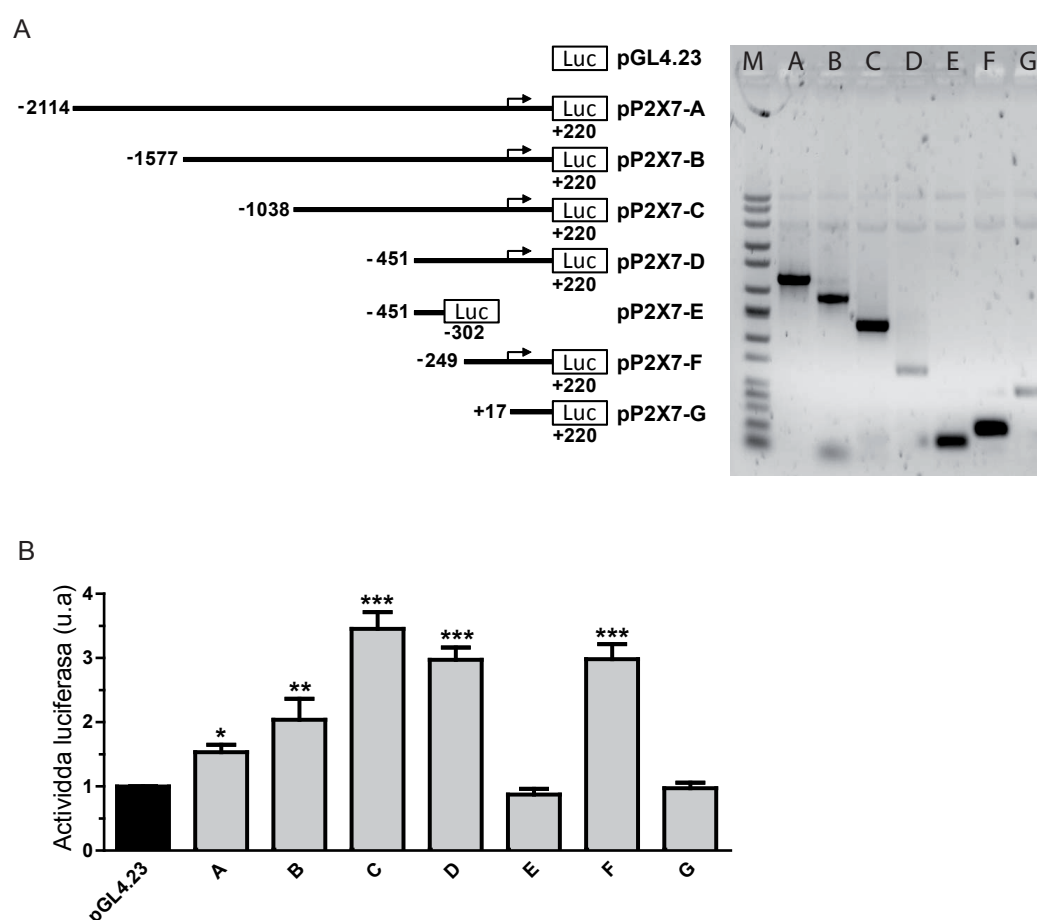 A
Luc pGL4.23
-2114 Luc pP2X7-A
+220
-1577 Luc pP2X7-B
+220
-1038 Luc pP2X7-C
+220
-451 Luc pP2X7-D
+220
-451 Luc pP2X7-E
-302
-249 Luc pP2X7-F
+220
+17 Luc pP2X7-G
+220
M A B C D E F G
B
Actividda luciferasa (u.a)
4
3
2
1
0
* ** *** *** ***
pGL4.23 A B C D E F G